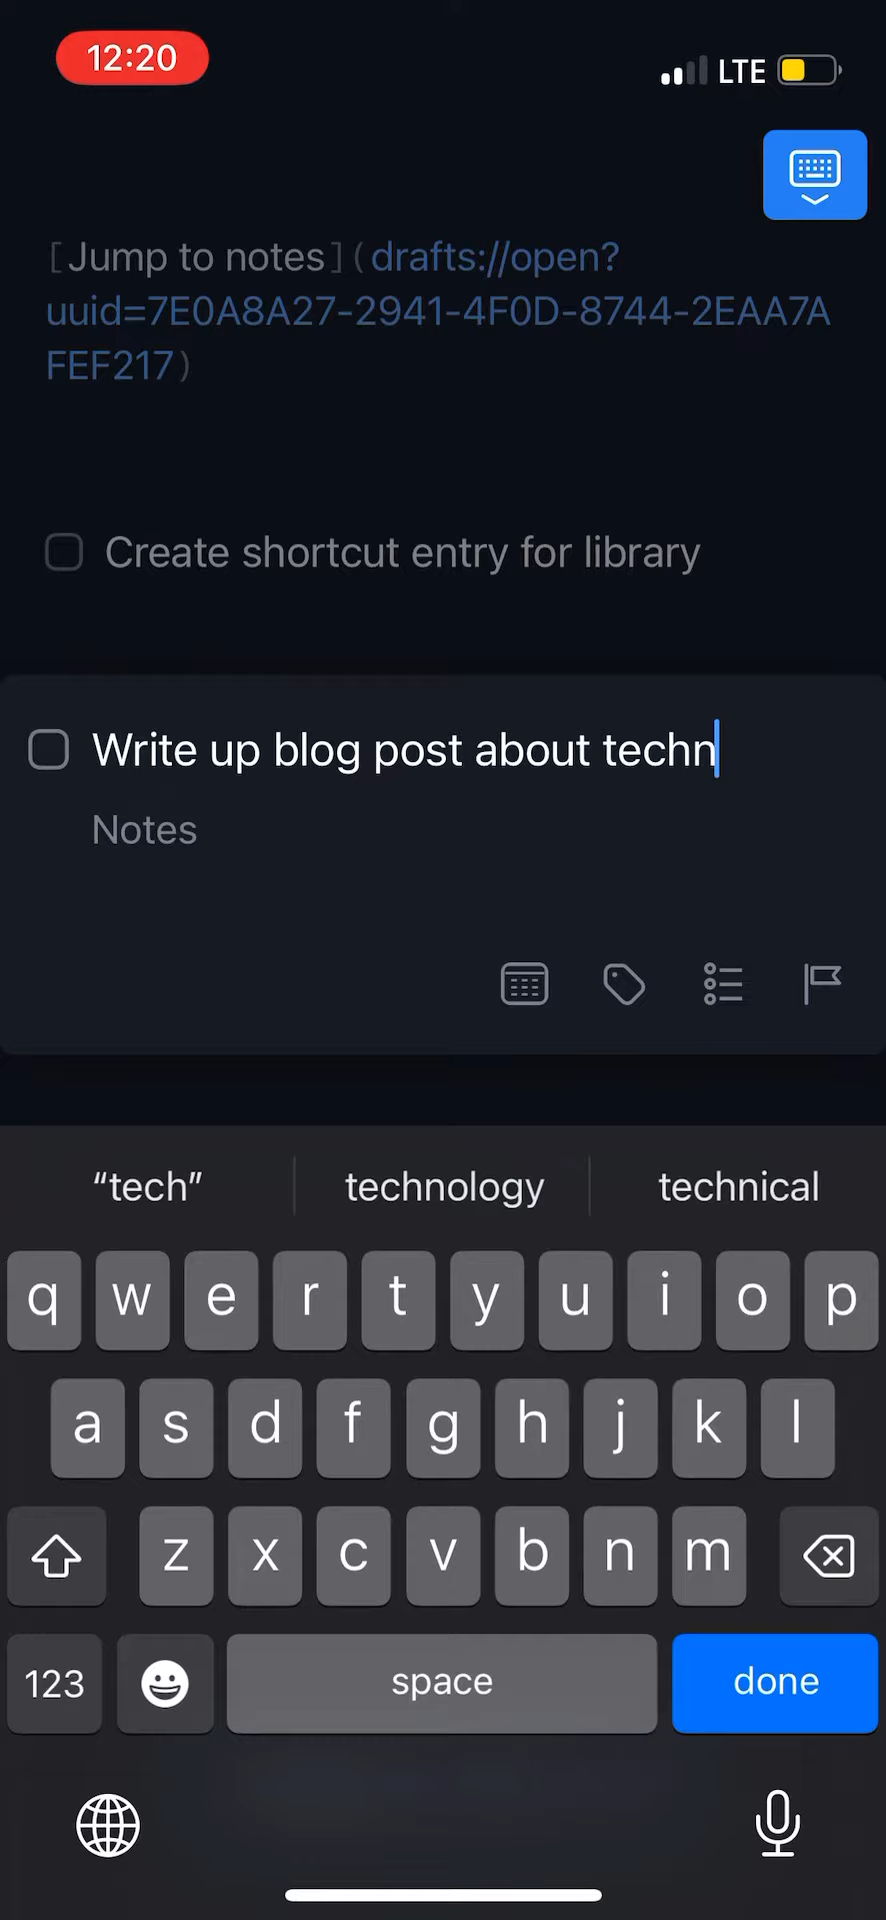 12:20
LTE
[Jump to notes](drafts://open?
uuid=7E0A8A27-2941-4F0D-8744-2EAA7A
FEF217)
Create shortcut entry for library
Write up blog post about techn
Notes
“tech” technology technical
q w e r t y u i o p
a s d f g h j k l
z x c v b n m
123 space done